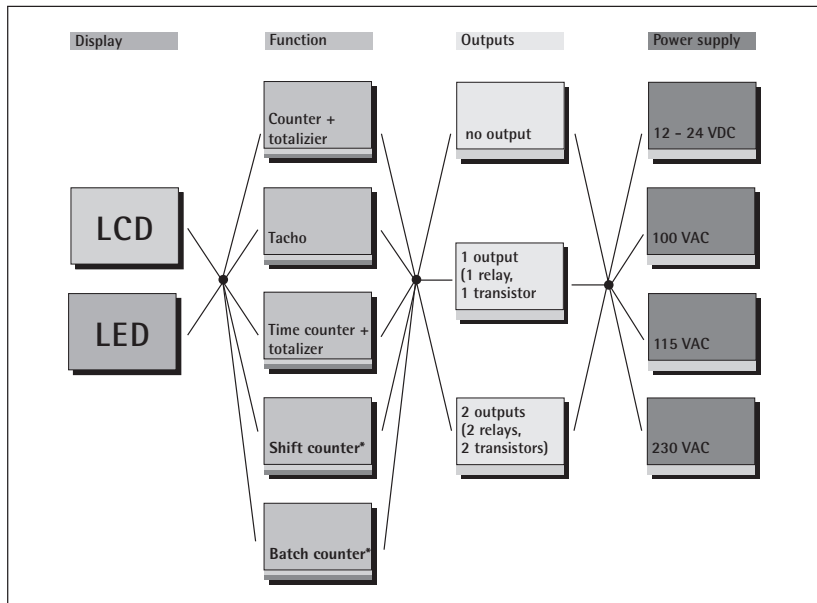 Display
Function
Outputs
Power supply
Counter +
totalizier
no output
12 - 24 VDC
LCD
Tacho
1 output
(1 relay,
1 transistor
100 VAC
LED
Time counter +
totalizer
115 VAC
Shift counter*
2 outputs
(2 relays,
2 transistors)
230 VAC
Batch counter*